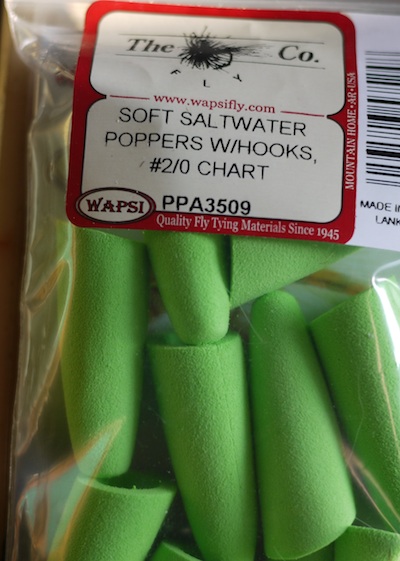 The Co.
FLY
www.wapsifly.com
SOFT SALTWATER
POPPERS W/HOOKS,
#2/0 CHART
WAPSI PPA3509
Quality Fly Tying Materials Since 1945
MOUNTAIN HOME • AR • USA
MADE IN
LANK